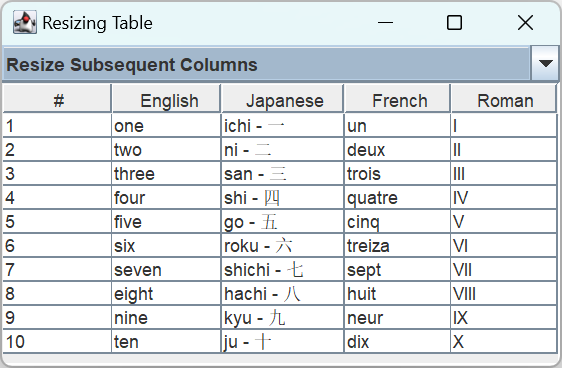 Resizing Table
Resize Subsequent Columns
# English Japanese French Roman
1 one ichi - 一 un I
2 two ni - 二 deux II
3 three san - 三 trois III
4 four shi - 四 quatre IV
5 five go - 五 cinq V
6 six roku - 六 treiza VI
7 seven shichi - 七 sept VII
8 eight hachi - 八 huit VIII
9 nine kyu - 九 neur IX
10 ten ju - 十 dix X